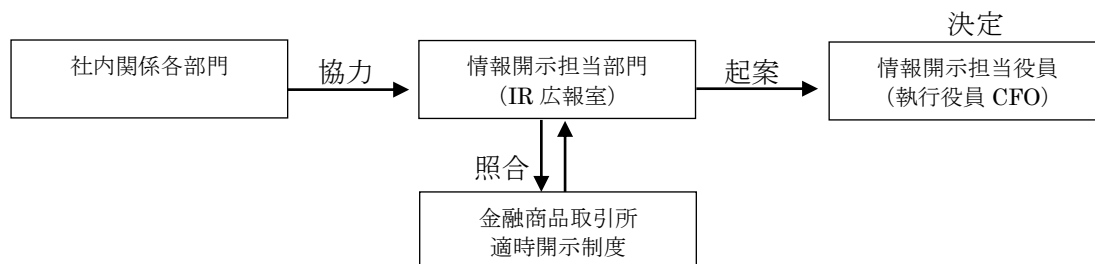 決定
社内関係各部門
協力
情報開示担当部門
（IR 広報室）
起案
情報開示担当役員
（執行役員 CFO）
照合
金融商品取引所
適時開示制度